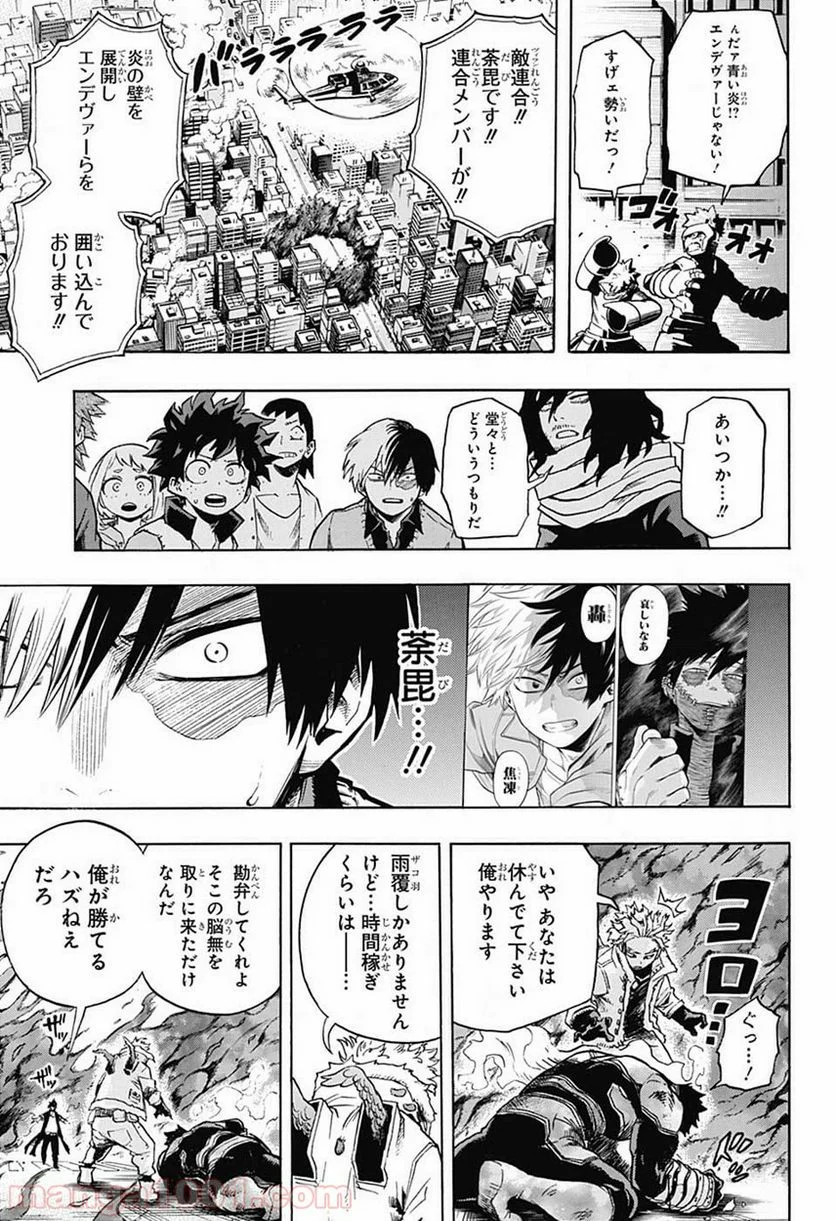 んだァ青い炎!?
エンデヴァーじゃない!
すげェ勢いだっ!
ゴオォオ
敵連合!!
荼毘です!!
連合メンバーが!!
バラララララ
炎の壁を
展開し
エンデヴァーらを
囲い込んで
おります!!
あいつか…!!
堂々と…
どういうつもりだ
哀しいなあ
轟
焦凍
荼毘…!!
ヨロ…
ぐっ…!
いや あなたは
休んでて下さい
俺やります
雨覆しかありません
けど…時間稼ぎ
くらいは――…
勘弁してくれよ
そこの脳無を
取りに来ただけ
なんだ
俺が勝てる
ハズねえ
だろ
manga1001.com